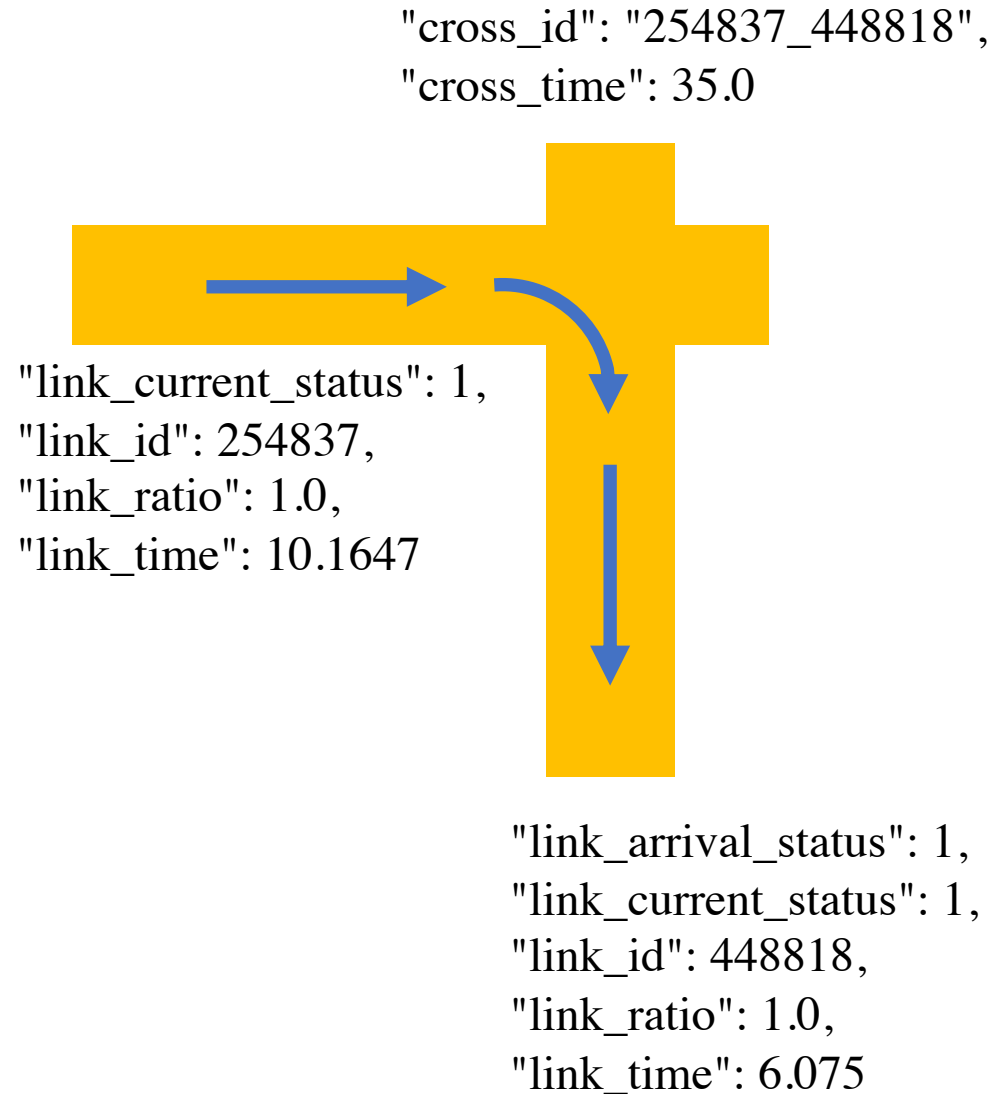 "cross_id": "254837_448818",
"cross_time": 35.0
"link_current_status": 1,
"link_id": 254837,
"link_ratio": 1.0,
"link_time": 10.1647
"link_arrival_status": 1,
"link_current_status": 1,
"link_id": 448818,
"link_ratio": 1.0,
"link_time": 6.075